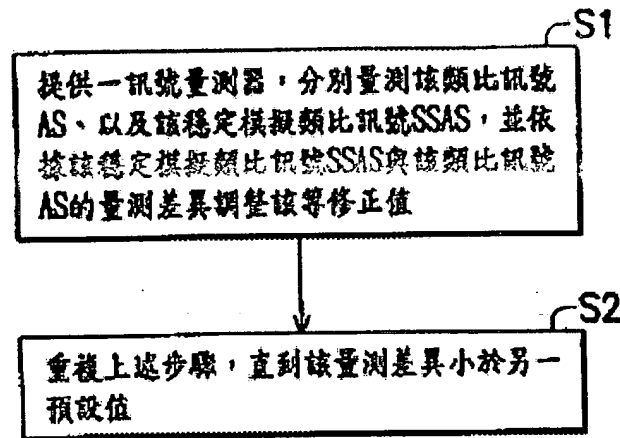 S1
提供一訊號量測器，分別量測該類比訊號
AS、以及該穩定模擬類比訊號SSAS，並依
據該穩定模擬類比訊號SSAS與該類比訊號
AS的量測差異調整該等修正值
S2
重複上述步驟，直到該量測差異小於另一
預設值